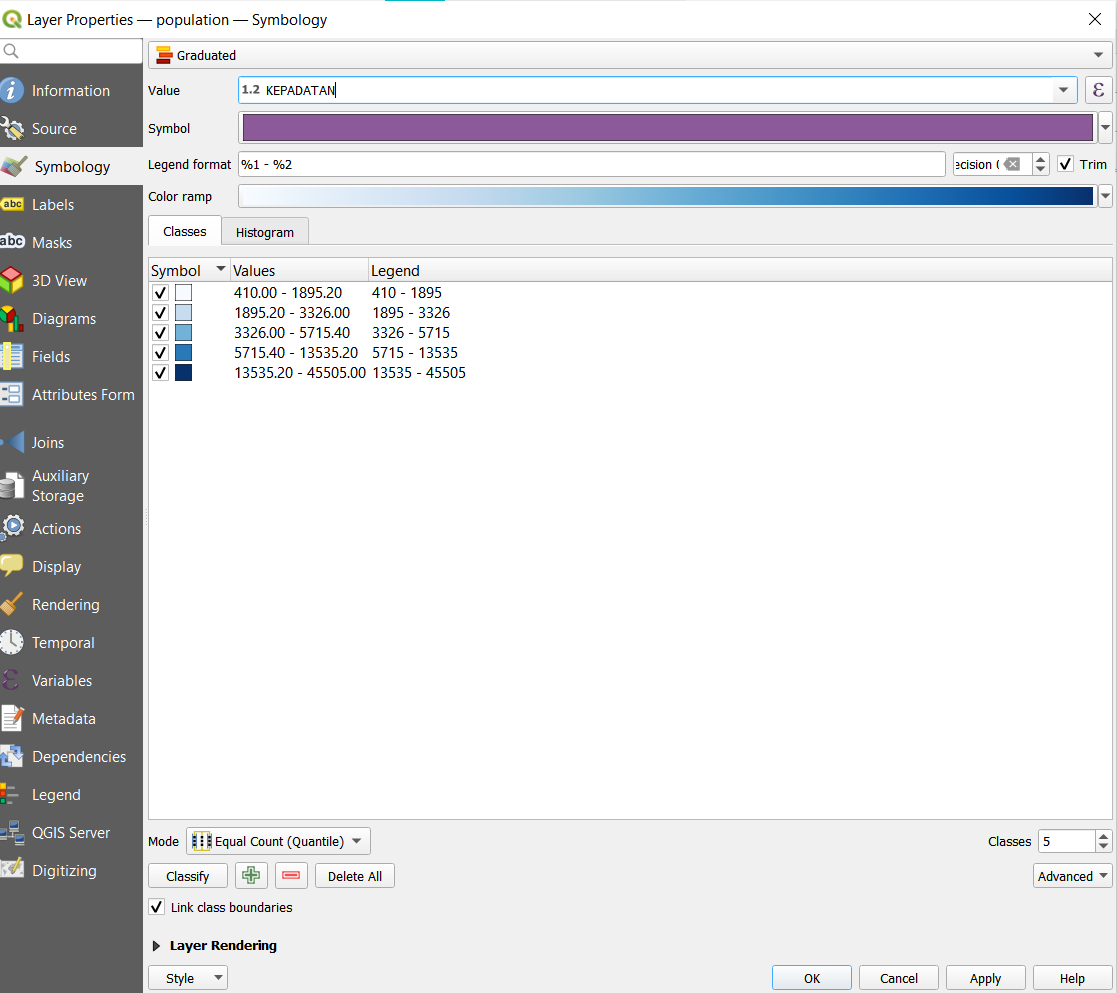 Layer Properties — population — Symbology
Information
Source
Symbology
Labels
Masks
3D View
Diagrams
Fields
Attributes Form
Joins
Auxiliary
Storage
Actions
Display
Rendering
Temporal
Variables
Metadata
Dependencies
Legend
QGIS Server
Digitizing
Graduated
Value 1.2 KEPADATAN ε
Symbol
Legend format %1 - %2 ecision ( Trim
Color ramp
Classes Histogram
Symbol Values Legend
410.00 - 1895.20 410 - 1895
1895.20 - 3326.00 1895 - 3326
3326.00 - 5715.40 3326 - 5715
5715.40 - 13535.20 5715 - 13535
13535.20 - 45505.00 13535 - 45505
Mode Equal Count (Quantile) Classes 5
Classify Delete All Advanced
Link class boundaries
Layer Rendering
Style OK Cancel Apply Help
abc
abc